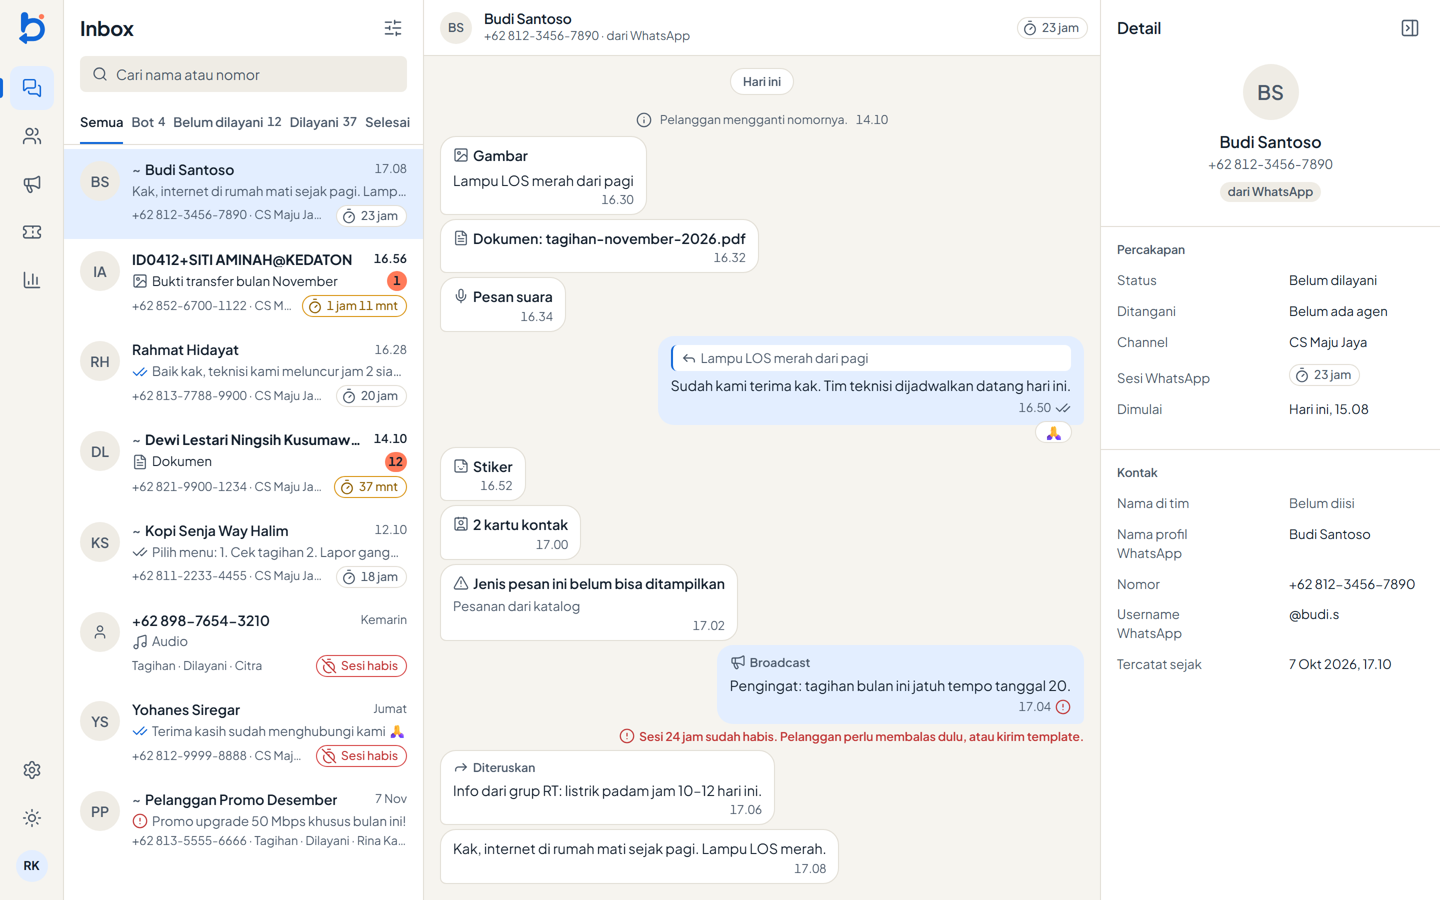 Inbox
Cari nama atau nomor
Semua Bot 4 Belum dilayani 12 Dilayani 37 Selesai
BS
~ Budi Santoso 17.08
Kak, internet di rumah mati sejak pagi. Lamp...
+62 812-3456-7890 · CS Maju Ja... 23 jam
IA
ID0412+SITI AMINAH@KEDATON 16.56
Bukti transfer bulan November 1
+62 852-6700-1122 · CS M... 1 jam 11 mnt
RH
Rahmat Hidayat 16.28
Baik kak, teknisi kami meluncur jam 2 sia...
+62 813-7788-9900 · CS Maju Ja... 20 jam
DL
~ Dewi Lestari Ningsih Kusumaw... 14.10
Dokumen 12
+62 821-9900-1234 · CS Maju Ja... 37 mnt
KS
~ Kopi Senja Way Halim 12.10
Pilih menu: 1. Cek tagihan 2. Lapor gang...
+62 811-2233-4455 · CS Maju Ja... 18 jam
+62 898-7654-3210 Kemarin
Audio
Tagihan · Dilayani · Citra Sesi habis
YS
Yohanes Siregar Jumat
Terima kasih sudah menghubungi kami 🙏
+62 812-9999-8888 · CS Maj... Sesi habis
PP
~ Pelanggan Promo Desember 7 Nov
Promo upgrade 50 Mbps khusus bulan ini!
+62 813-5555-6666 · Tagihan · Dilayani · Rina Ka...
RK
BS
Budi Santoso
+62 812-3456-7890 · dari WhatsApp
23 jam
Hari ini
Pelanggan mengganti nomornya. 14.10
Gambar
Lampu LOS merah dari pagi
16.30
Dokumen: tagihan-november-2026.pdf
16.32
Pesan suara
16.34
Lampu LOS merah dari pagi
Sudah kami terima kak. Tim teknisi dijadwalkan datang hari ini.
16.50
🙏
Stiker
16.52
2 kartu kontak
17.00
Jenis pesan ini belum bisa ditampilkan
Pesanan dari katalog
17.02
Broadcast
Pengingat: tagihan bulan ini jatuh tempo tanggal 20.
17.04
Sesi 24 jam sudah habis. Pelanggan perlu membalas dulu, atau kirim template.
Diteruskan
Info dari grup RT: listrik padam jam 10–12 hari ini.
17.06
Kak, internet di rumah mati sejak pagi. Lampu LOS merah.
17.08
Detail
BS
Budi Santoso
+62 812-3456-7890
dari WhatsApp
Percakapan
Status Belum dilayani
Ditangani Belum ada agen
Channel CS Maju Jaya
Sesi WhatsApp 23 jam
Dimulai Hari ini, 15.08
Kontak
Nama di tim Belum diisi
Nama profil WhatsApp Budi Santoso
Nomor +62 812-3456-7890
Username WhatsApp @budi.s
Tercatat sejak 7 Okt 2026, 17.10